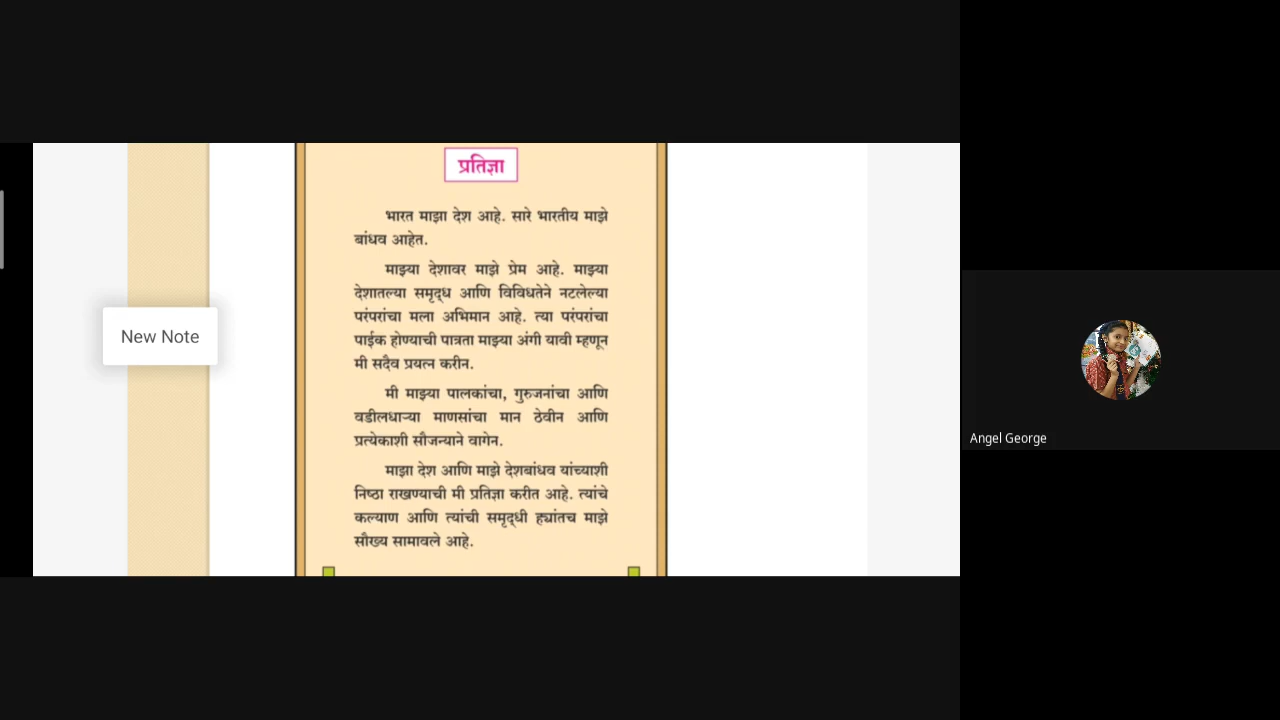 प्रतिज्ञा
भारत माझा देश आहे. सारे भारतीय माझे
बांधव आहेत.
माझ्या देशावर माझे प्रेम आहे. माझ्या
देशातल्या समृद्ध आणि विविधतेने नटलेल्या
परंपरांचा मला अभिमान आहे. त्या परंपरांचा
पाईक होण्याची पात्रता माझ्या अंगी यावी म्हणून
मी सदैव प्रयत्न करीन.
मी माझ्या पालकांचा, गुरुजनांचा आणि
वडीलधाऱ्या माणसांचा मान ठेवीन आणि
प्रत्येकाशी सौजन्याने वागेन.
माझा देश आणि माझे देशबांधव यांच्याशी
निष्ठा राखण्याची मी प्रतिज्ञा करीत आहे. त्यांचे
कल्याण आणि त्यांची समृद्धी ह्यांतच माझे
सौख्य सामावले आहे.
New Note
Angel George